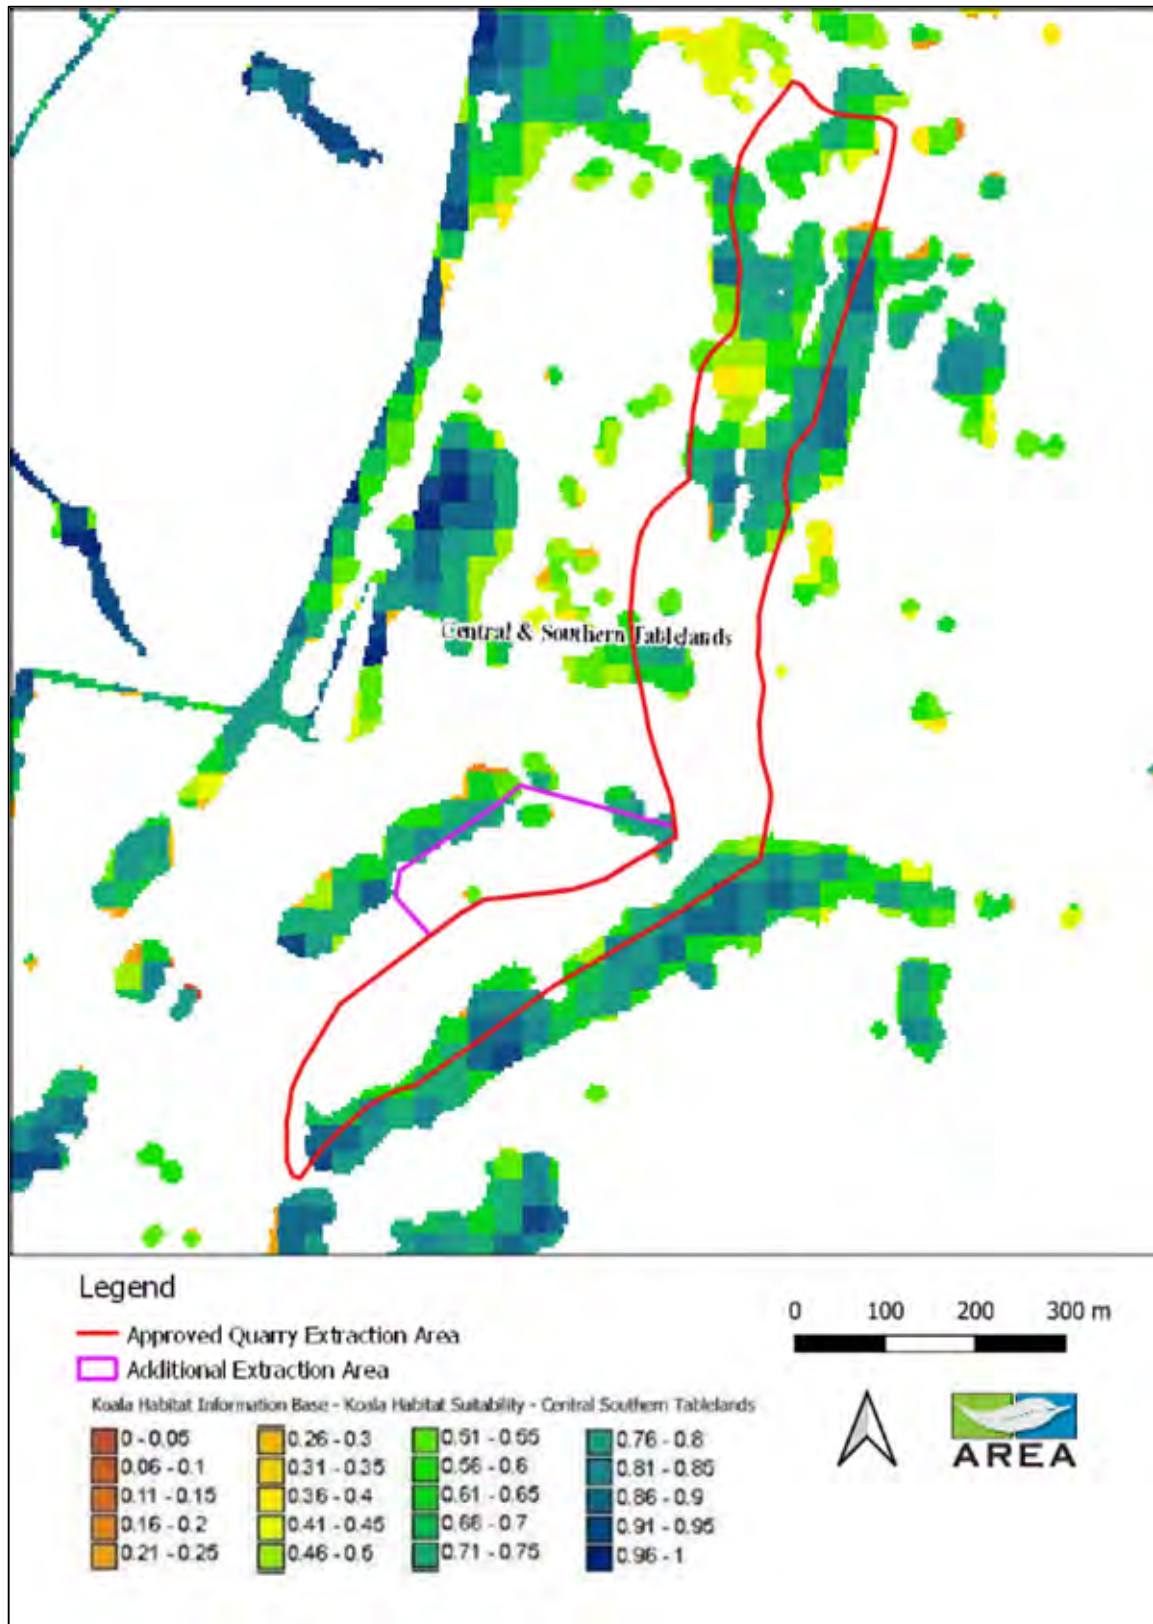 Central & Southern Tablelands
Legend
Approved Quarry Extraction Area
Additional Extraction Area
Koala Habitat Information Base - Koala Habitat Suitability - Central Southern Tablelands
0 - 0.05
0.06 - 0.1
0.11 - 0.15
0.16 - 0.2
0.21 - 0.25
0.26 - 0.3
0.31 - 0.35
0.36 - 0.4
0.41 - 0.45
0.46 - 0.5
0.51 - 0.55
0.56 - 0.6
0.61 - 0.65
0.66 - 0.7
0.71 - 0.75
0.76 - 0.8
0.81 - 0.85
0.86 - 0.9
0.91 - 0.95
0.96 - 1
0 100 200 300 m
AREA